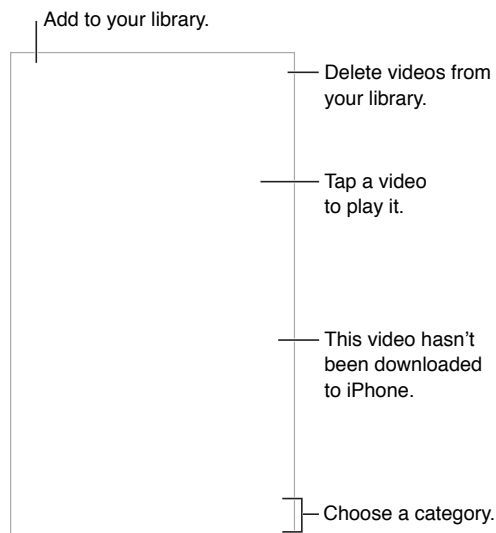 Add to your library.
Delete videos from
your library.
Tap a video
to play it.
This video hasn’t
been downloaded
to iPhone.
Choose a category.